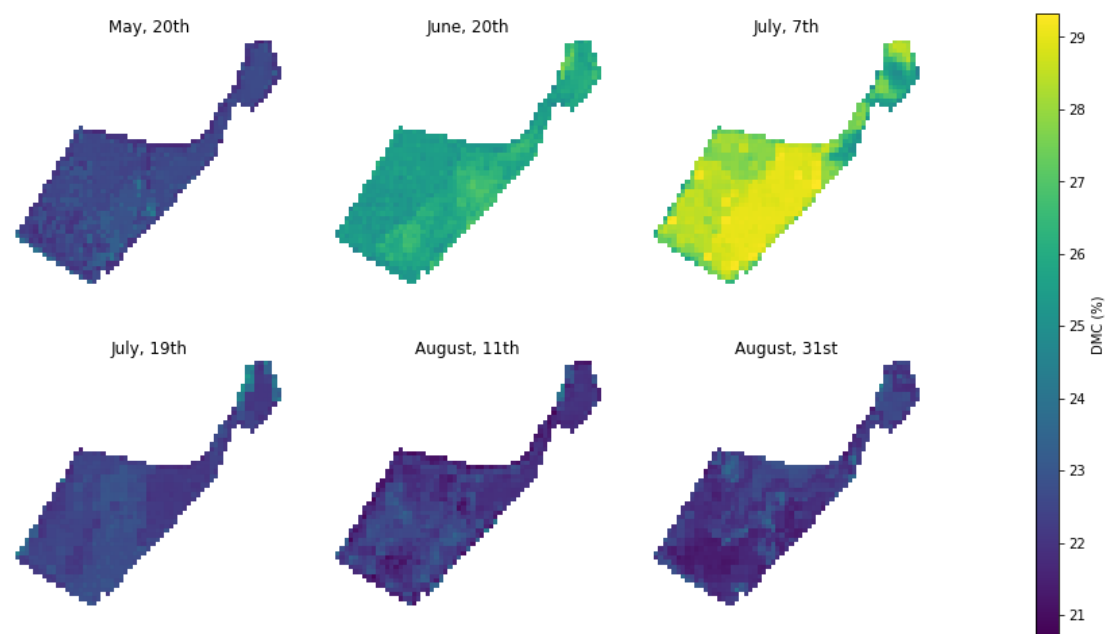 May, 20th
June, 20th
July, 7th
July, 19th
August, 11th
August, 31st
29
28
27
26
25
24
23
22
21
DMC (%)